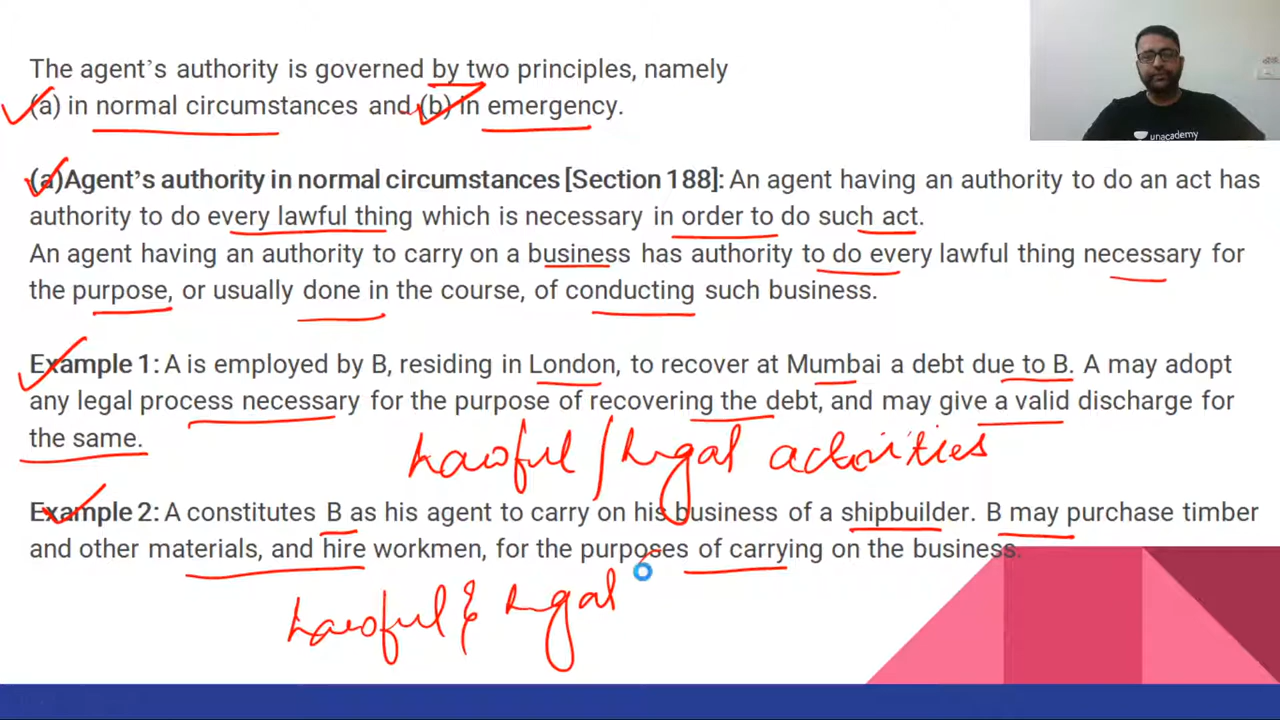 The agent's authority is governed by two principles, namely
(a) in normal circumstances and (b) in emergency.
unacademy
(a)Agent's authority in normal circumstances [Section 188]: An agent having an authority to do an act has
authority to do every lawful thing which is necessary in order to do such act.
An agent having an authority to carry on a business has authority to do every lawful thing necessary for
the purpose, or usually done in the course, of conducting such business.
Example 1: A is employed by B, residing in London, to recover at Mumbai a debt due to B. A may adopt
any legal process necessary for the purpose of recovering the debt, and may give a valid discharge for
the same.
Lawful / Legal activities
Example 2: A constitutes B as his agent to carry on his business of a shipbuilder. B may purchase timber
and other materials, and hire workmen, for the purposes of carrying on the business.
Lawful & Legal